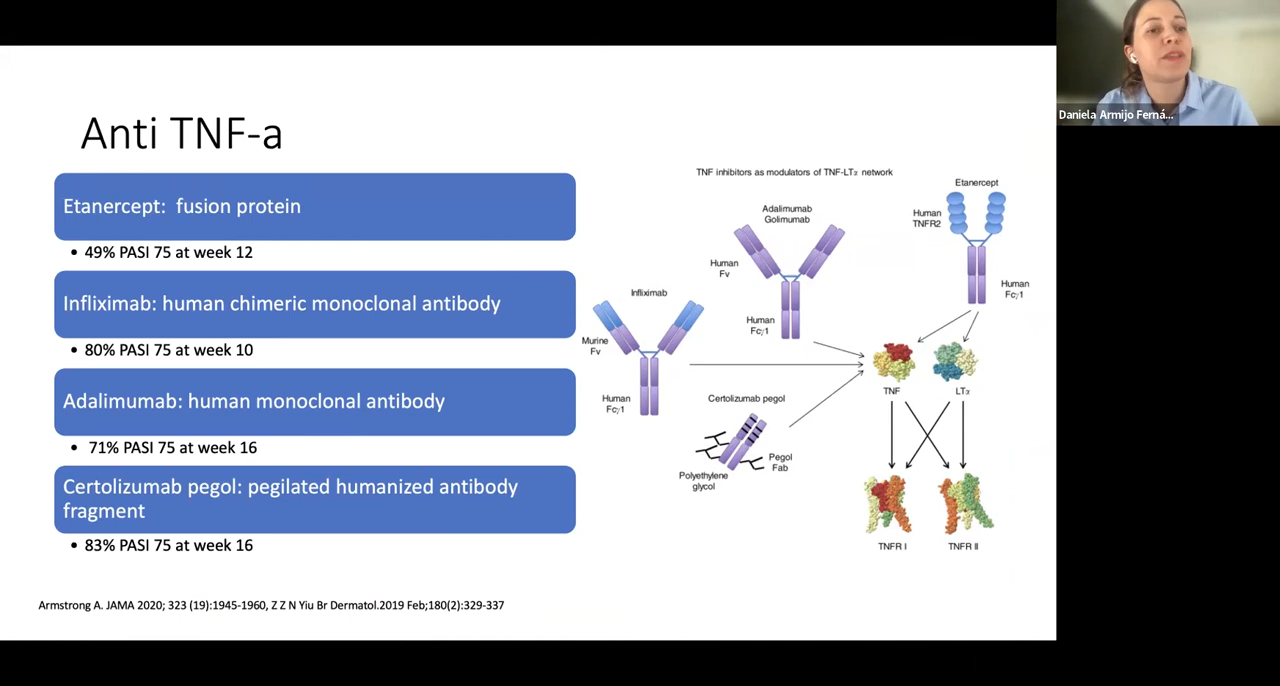 Anti TNF-a
Etanercept: fusion protein
• 49% PASI 75 at week 12
Infliximab: human chimeric monoclonal antibody
• 80% PASI 75 at week 10
Adalimumab: human monoclonal antibody
• 71% PASI 75 at week 16
Certolizumab pegol: pegilated humanized antibody
fragment
• 83% PASI 75 at week 16
Armstrong A. JAMA 2020; 323 (19):1945-1960, Z Z N Yiu Br Dermatol.2019 Feb;180(2):329-337
TNF inhibitors as modulators of TNF-LTα network
Infliximab
Murine
Fv
Human
Fcγ1
Adalimumab
Golimumab
Human
Fv
Human
Fcγ1
Etanercept
Human
TNFR2
Human
Fcγ1
Certolizumab pegol
Polyethylene
glycol
Pegol
Fab
TNF
LTα
TNFR I
TNFR II
Daniela Armijo Ferná...